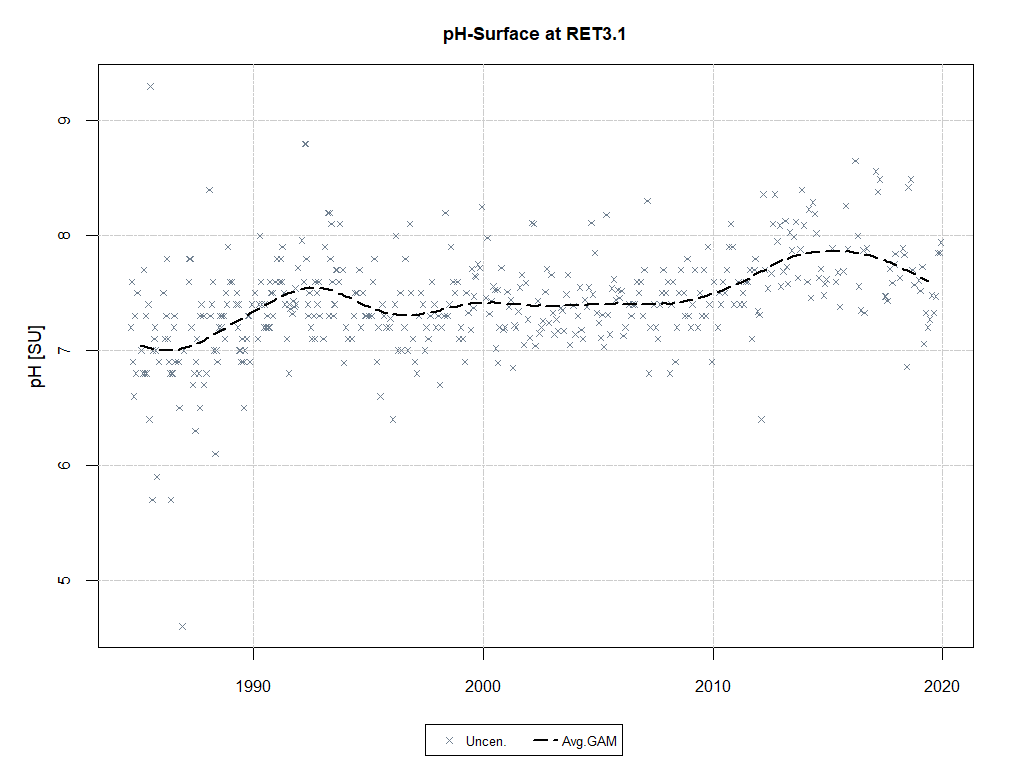 pH-Surface at RET3.1
pH [SU]
9
8
7
6
5
1990 2000 2010 2020
Uncen. Avg.GAM